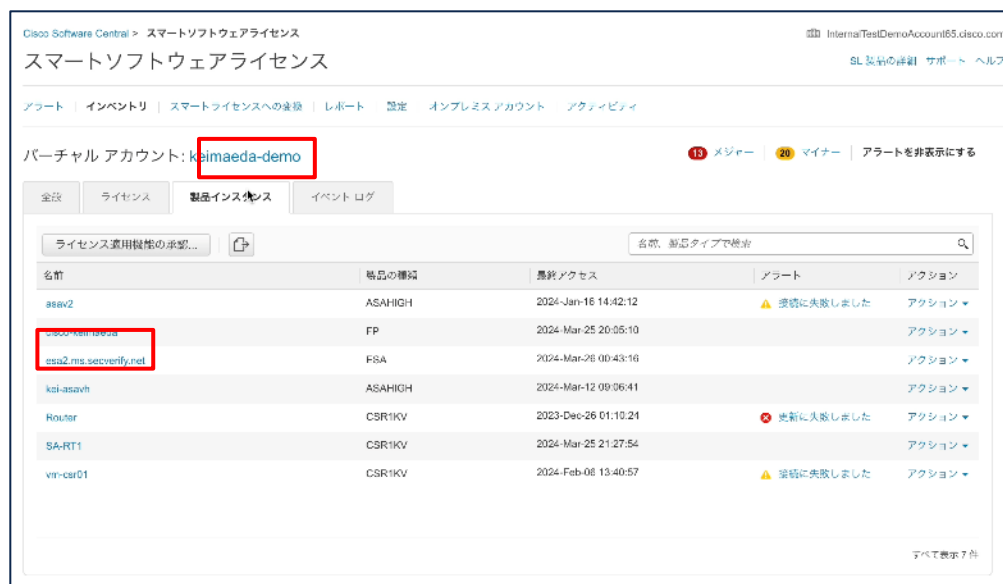 Cisco Software Central > スマートソフトウェアライセンス
InternalTestDemoAccount65.cisco.com
スマートソフトウェアライセンス
SL 製品の詳細 サポート ヘルプ
アラート | インベントリ | スマートライセンスへの変換 | レポート | 設定 | オンプレミスアカウント | アクティビティ
バーチャル アカウント: keimaeda-demo
13 メジャー | 20 マイナー | アラートを非表示にする
全般 ライセンス 製品インスタンス イベント ログ
ライセンス適用機能の承認...
名前、製品タイプで検索
名前 製品の種類 最終アクセス アラート アクション
asav2 ASAHIGH 2024-Jan-16 14:42:12 接続に失敗しました アクション
cisco-keimaeda FP 2024-Mar-25 20:05:10 アクション
esa2.ms.secverify.net ESA 2024-Mar-26 00:43:16 アクション
kei-asavh ASAHIGH 2024-Mar-12 09:06:41 アクション
Router CSR1KV 2023-Dec-26 01:10:24 更新に失敗しました アクション
SA-RT1 CSR1KV 2024-Mar-25 21:27:54 アクション
vm-csr01 CSR1KV 2024-Feb-08 13:40:57 接続に失敗しました アクション
すべて表示 7 件